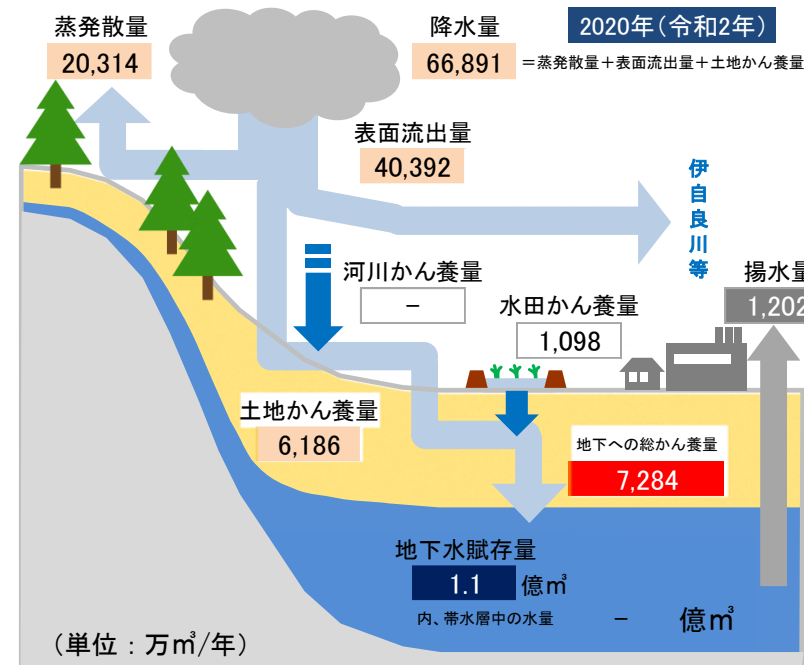 蒸発散量
20,314
降水量
66,891
2020年(令和2年)
=蒸発散量+表面流出量+土地かん養量
表面流出量
40,392
伊自良川等
河川かん養量
-
水田かん養量
1,098
揚水量
1,202
土地かん養量
6,186
地下への総かん養量
7,284
地下水賦存量
1.1 億㎥
内、帯水層中の水量 - 億㎥
(単位:万㎥/年)